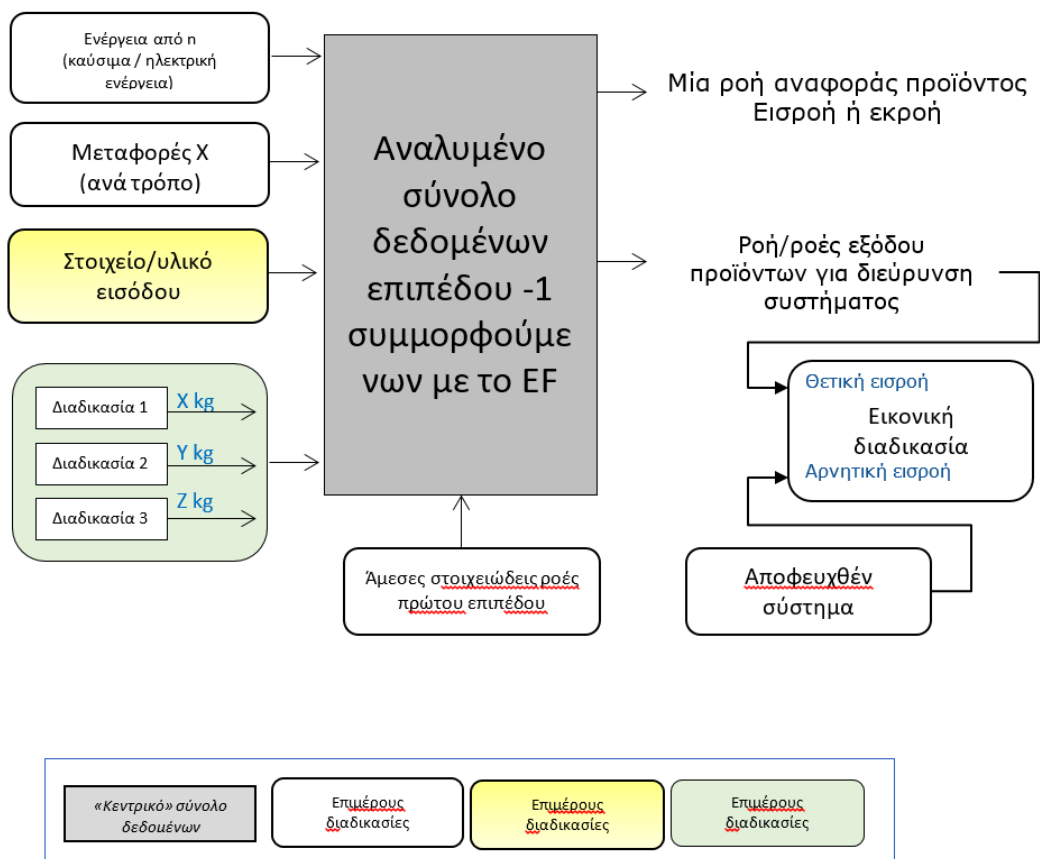 Ενέργεια από n
(καύσιμα / ηλεκτρική
ενέργεια)
Μεταφορές X
(ανά τρόπο)
Στοιχείο/υλικό
εισόδου
Διαδικασία 1
X kg
Διαδικασία 2
Y kg
Διαδικασία 3
Z kg
Αναλυμένο
σύνολο
δεδομένων
επιπέδου -1
συμμορφούμε
νων με το EF
Άμεσες στοιχειώδεις ροές
πρώτου επιπέδου
Μία ροή αναφοράς προϊόντος
Εισροή ή εκροή
Ροή/ροές εξόδου
προϊόντων για διεύρυνση
συστήματος
Θετική εισροή
Εικονική
διαδικασία
Αρνητική εισροή
Αποφευχθέν
σύστημα
«Κεντρικό» σύνολο
δεδομένων
Επιμέρους
διαδικασίες
Επιμέρους
διαδικασίες
Επιμέρους
διαδικασίες